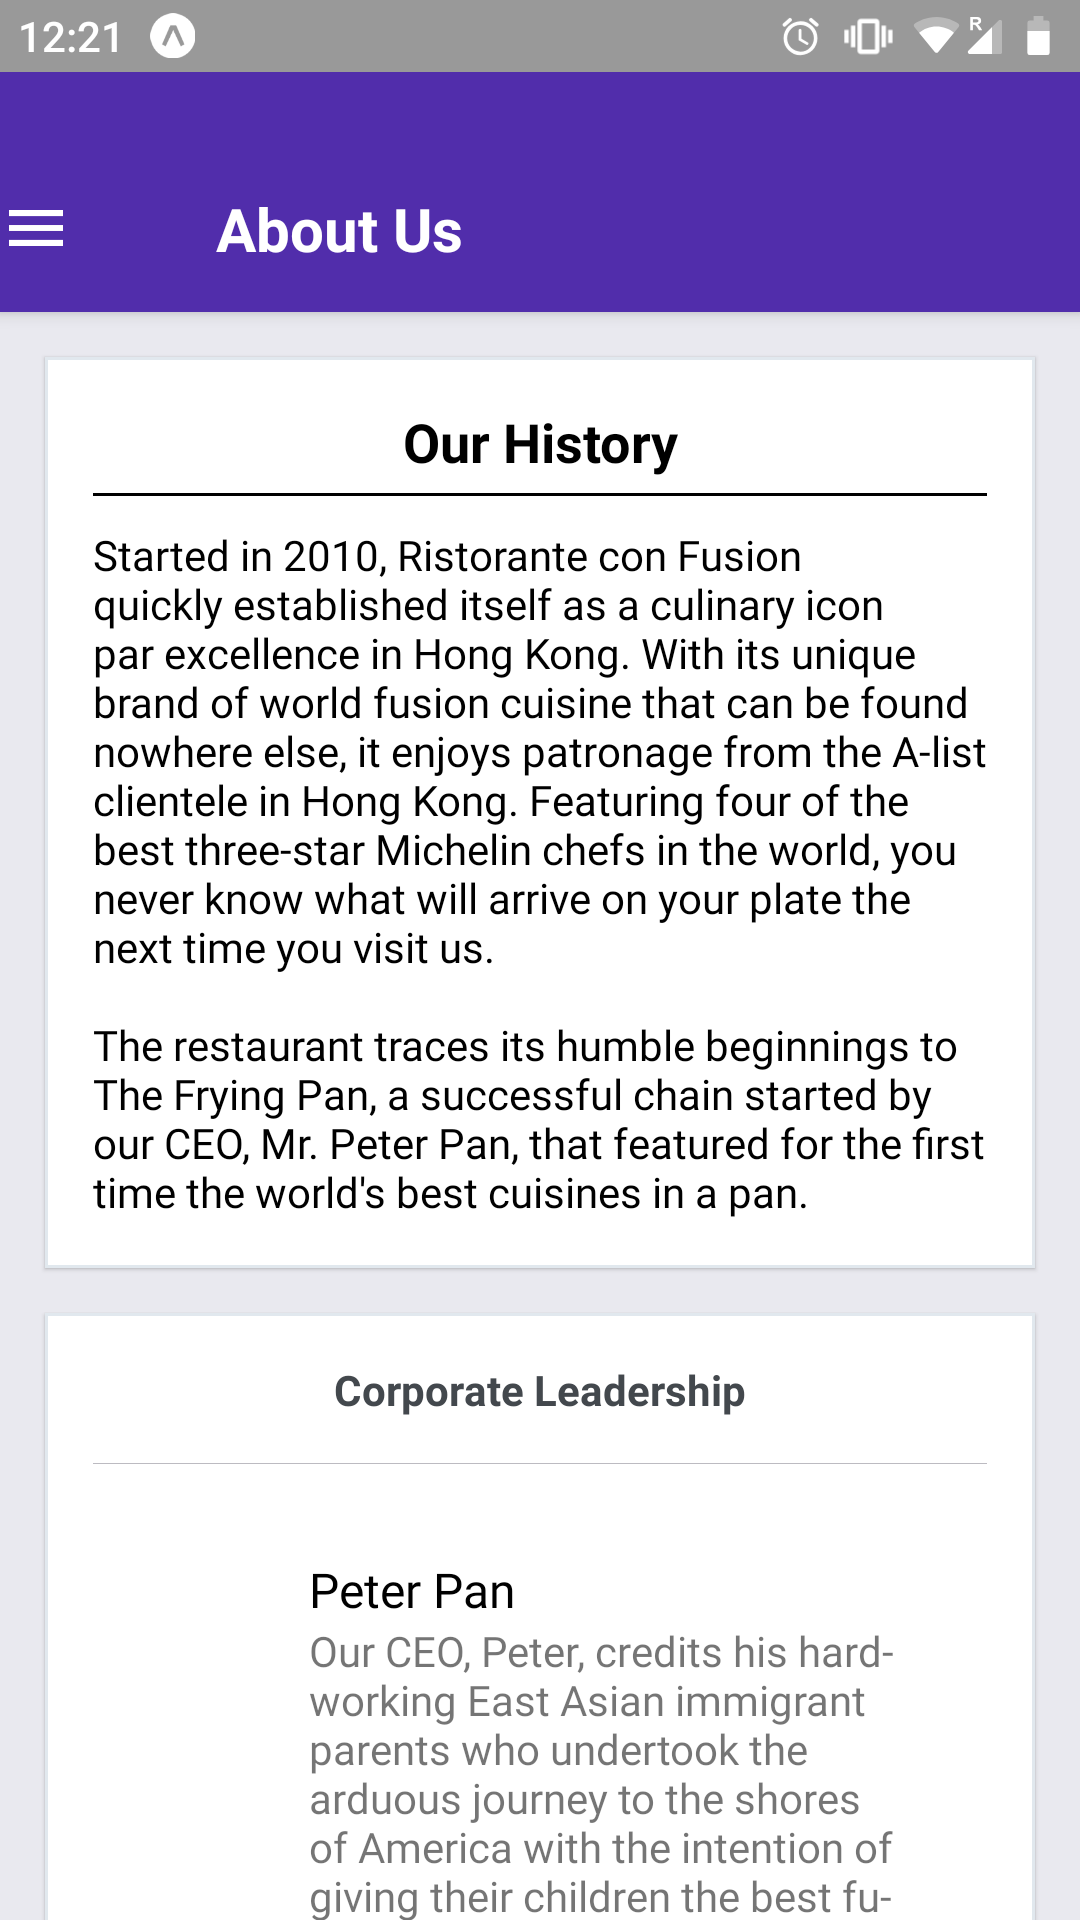 12:21
R
About Us
Our History
Started in 2010, Ristorante con Fusion
quickly established itself as a culinary icon
par excellence in Hong Kong. With its unique
brand of world fusion cuisine that can be found
nowhere else, it enjoys patronage from the A-list
clientele in Hong Kong. Featuring four of the
best three-star Michelin chefs in the world, you
never know what will arrive on your plate the
next time you visit us.
The restaurant traces its humble beginnings to
The Frying Pan, a successful chain started by
our CEO, Mr. Peter Pan, that featured for the first
time the world's best cuisines in a pan.
Corporate Leadership
Peter Pan
Our CEO, Peter, credits his hard-
working East Asian immigrant
parents who undertook the
arduous journey to the shores
of America with the intention of
giving their children the best fu-